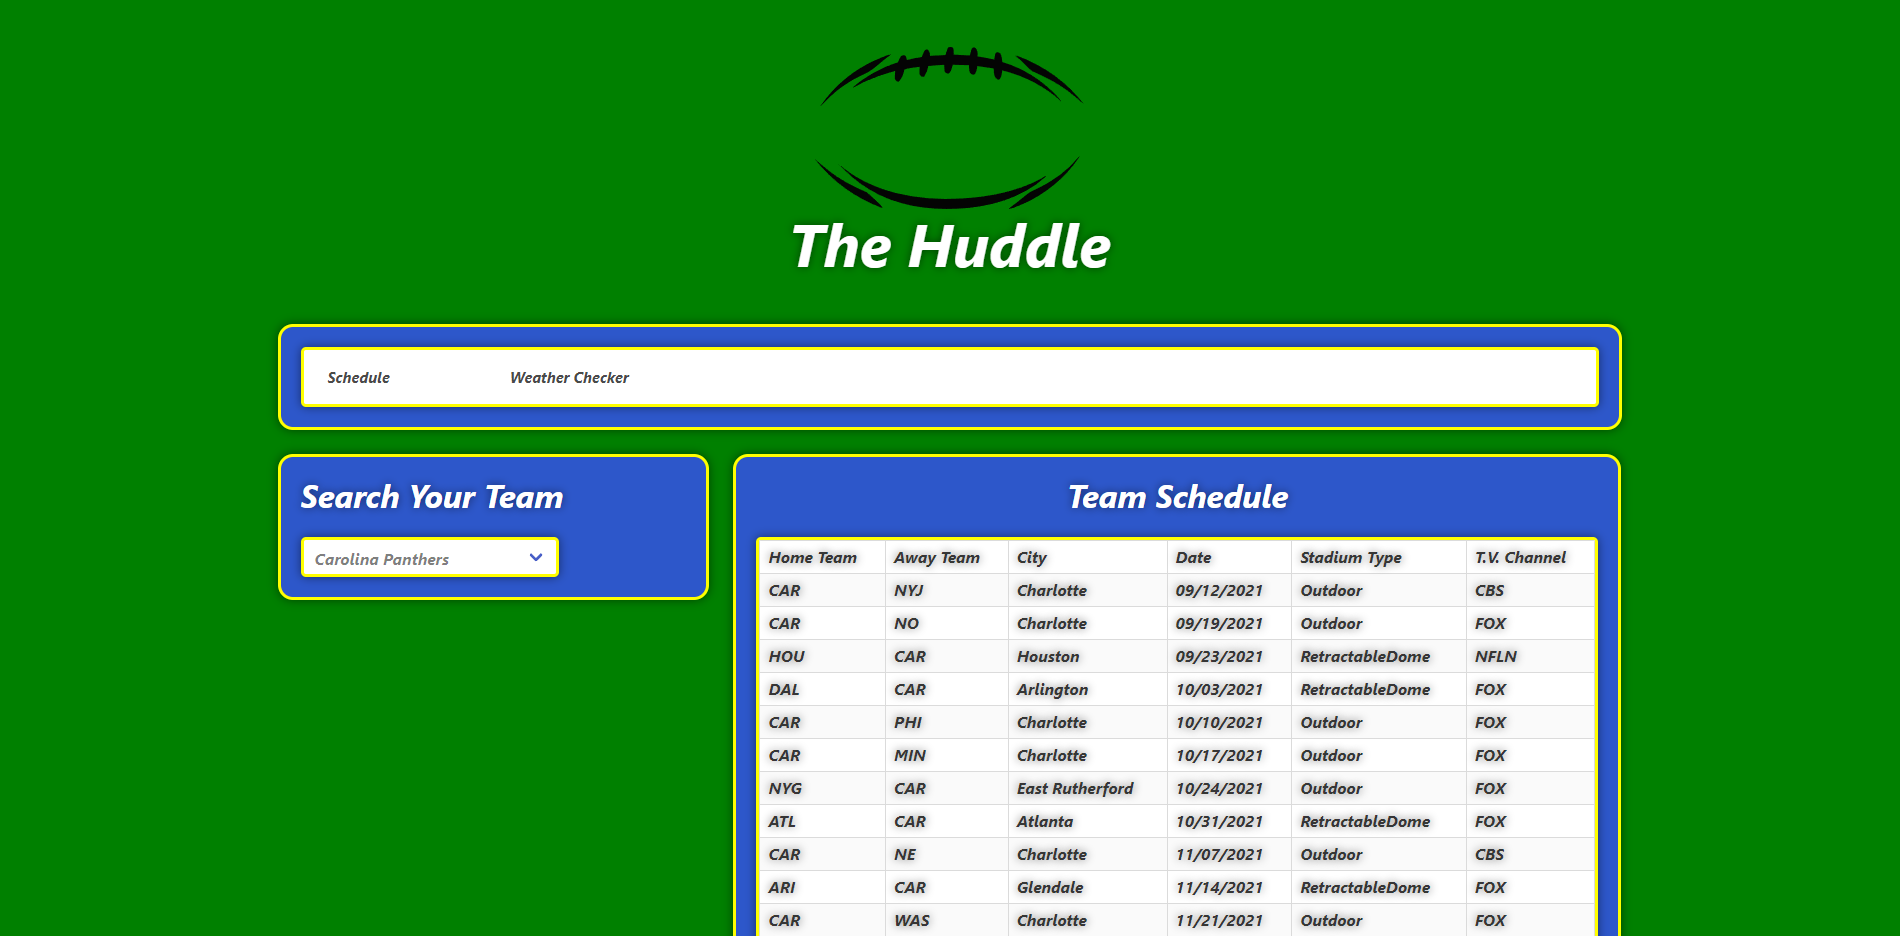 The Huddle
Schedule Weather Checker
Search Your Team
Carolina Panthers
Team Schedule
Home Team Away Team City Date Stadium Type T.V. Channel
CAR NYJ Charlotte 09/12/2021 Outdoor CBS
CAR NO Charlotte 09/19/2021 Outdoor FOX
HOU CAR Houston 09/23/2021 RetractableDome NFLN
DAL CAR Arlington 10/03/2021 RetractableDome FOX
CAR PHI Charlotte 10/10/2021 Outdoor FOX
CAR MIN Charlotte 10/17/2021 Outdoor FOX
NYG CAR East Rutherford 10/24/2021 Outdoor FOX
ATL CAR Atlanta 10/31/2021 RetractableDome FOX
CAR NE Charlotte 11/07/2021 Outdoor CBS
ARI CAR Glendale 11/14/2021 RetractableDome FOX
CAR WAS Charlotte 11/21/2021 Outdoor FOX